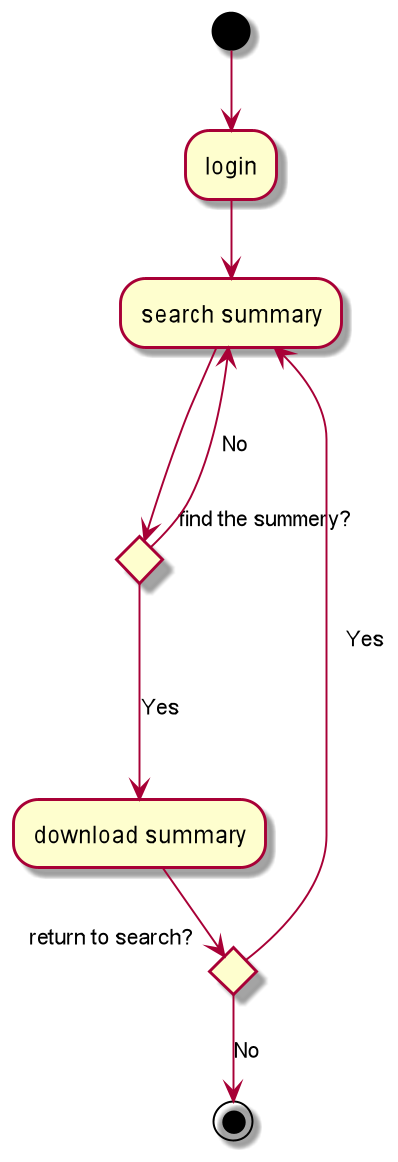 login
search summary
No
find the summery?
Yes
Yes
download summary
return to search?
No